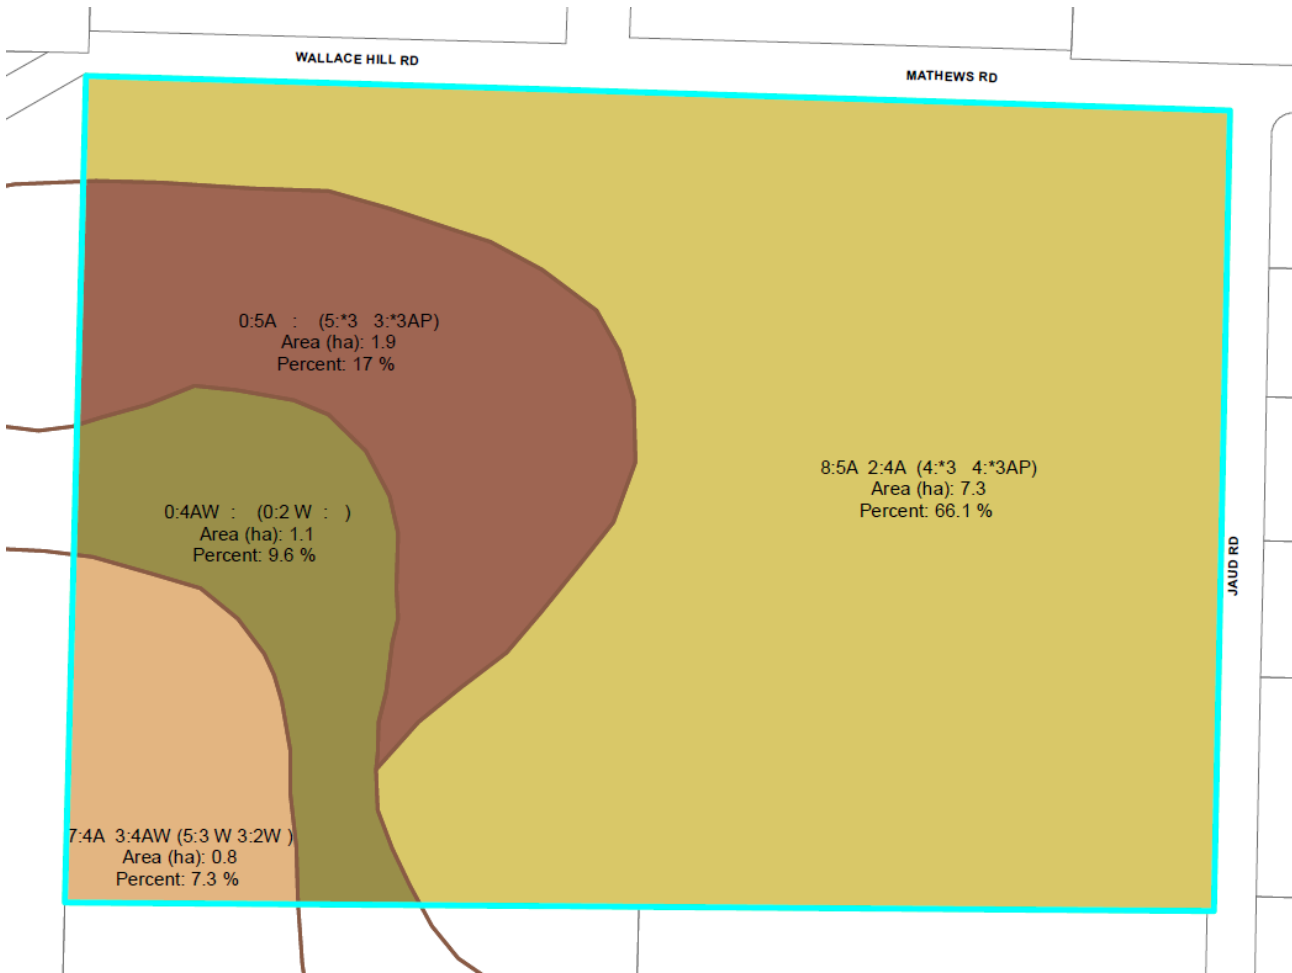 WALLACE HILL RD
MATHEWS RD
0:5A : (5:*3 3:*3AP)
Area (ha): 1.9
Percent: 17 %
8:5A 2:4A (4:*3 4:*3AP)
Area (ha): 7.3
Percent: 66.1 %
0:4AW : (0:2 W : )
Area (ha): 1.1
Percent: 9.6 %
JAUD RD
7:4A 3:4AW (5:3 W 3:2W )
Area (ha): 0.8
Percent: 7.3 %